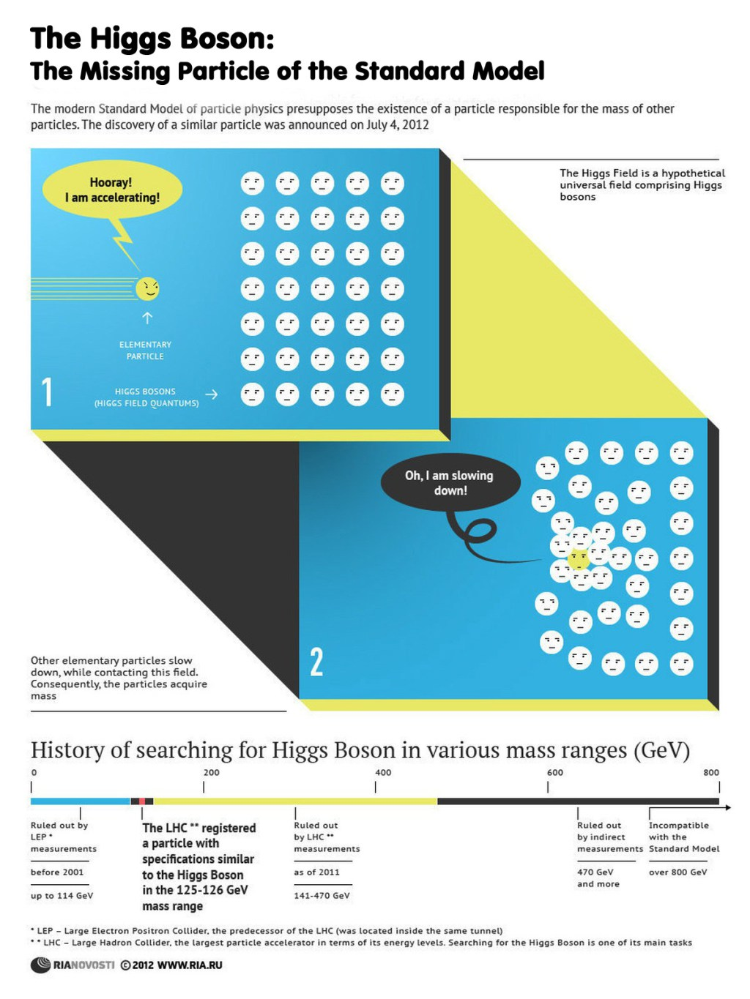 The Higgs Boson:
The Missing Particle of the Standard Model
The modern Standard Model of particle physics presupposes the existence of a particle responsible for the mass of other
particles. The discovery of a similar particle was announced on July 4, 2012
The Higgs Field is a hypothetical
universal field comprising Higgs
bosons
Hooray!
I am accelerating!
ELEMENTARY
PARTICLE
1
HIGGS BOSONS
(HIGGS FIELD QUANTUMS)
Oh, I am slowing
down!
2
Other elementary particles slow
down, while contacting this field.
Consequently, the particles acquire
mass
History of searching for Higgs Boson in various mass ranges (GeV)
0 200 400 600 800
Ruled out by
LEP *
measurements
before 2001
up to 114 GeV
The LHC ** registered
a particle with
specifications similar
to the Higgs Boson
in the 125-126 GeV
mass range
Ruled out
by LHC **
measurements
as of 2011
141-470 GeV
Ruled out
by indirect
measurements
470 GeV
and more
Incompatible
with the
Standard Model
over 800 GeV
* LEP – Large Electron Positron Collider, the predecessor of the LHC (was located inside the same tunnel)
* * LHC – Large Hadron Collider, the largest particle accelerator in terms of its energy levels. Searching for the Higgs Boson is one of its main tasks
RIANOVOSTI © 2012 WWW.RIA.RU